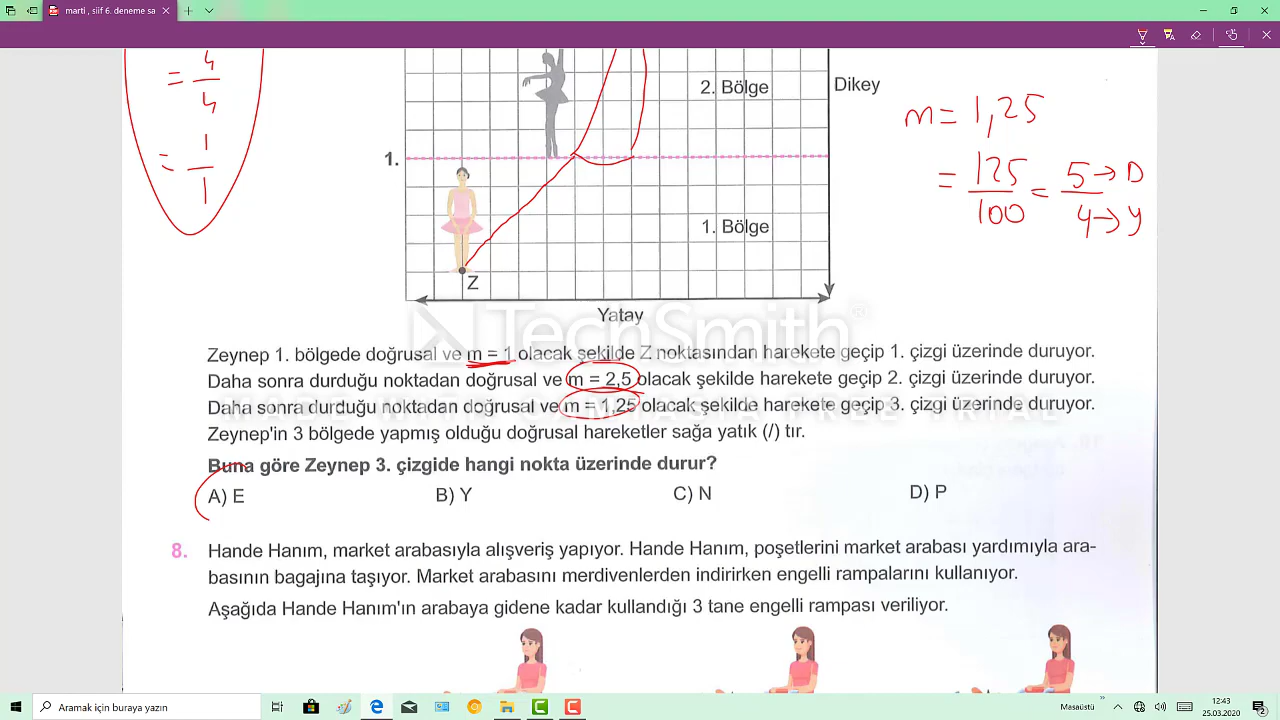 marti , siif 6. deneme sa
= 4/4
= 1/1
2. Bölge
Dikey
m = 1,25
= 125/100 = 5→D / 4→y
1.
1. Bölge
Z
Yatay
TechSmith®
Zeynep 1. bölgede doğrusal ve m = 1 olacak şekilde Z noktasından harekete geçip 1. çizgi üzerinde duruyor.
Daha sonra durduğu noktadan doğrusal ve m = 2,5 olacak şekilde harekete geçip 2. çizgi üzerinde duruyor.
Daha sonra durduğu noktadan doğrusal ve m = 1,25 olacak şekilde harekete geçip 3. çizgi üzerinde duruyor.
Zeynep'in 3 bölgede yapmış olduğu doğrusal hareketler sağa yatık (/) tır.
Buna göre Zeynep 3. çizgide hangi nokta üzerinde durur?
A) E B) Y C) N D) P
8. Hande Hanım, market arabasıyla alışveriş yapıyor. Hande Hanım, poşetlerini market arabası yardımıyla ara-
basının bagajına taşıyor. Market arabasını merdivenlerden indirirken engelli rampalarını kullanıyor.
Aşağıda Hande Hanım'ın arabaya gidene kadar kullandığı 3 tane engelli rampası veriliyor.
Aramak için buraya yazın
Masaüstü
12:43
25.03.2020
2